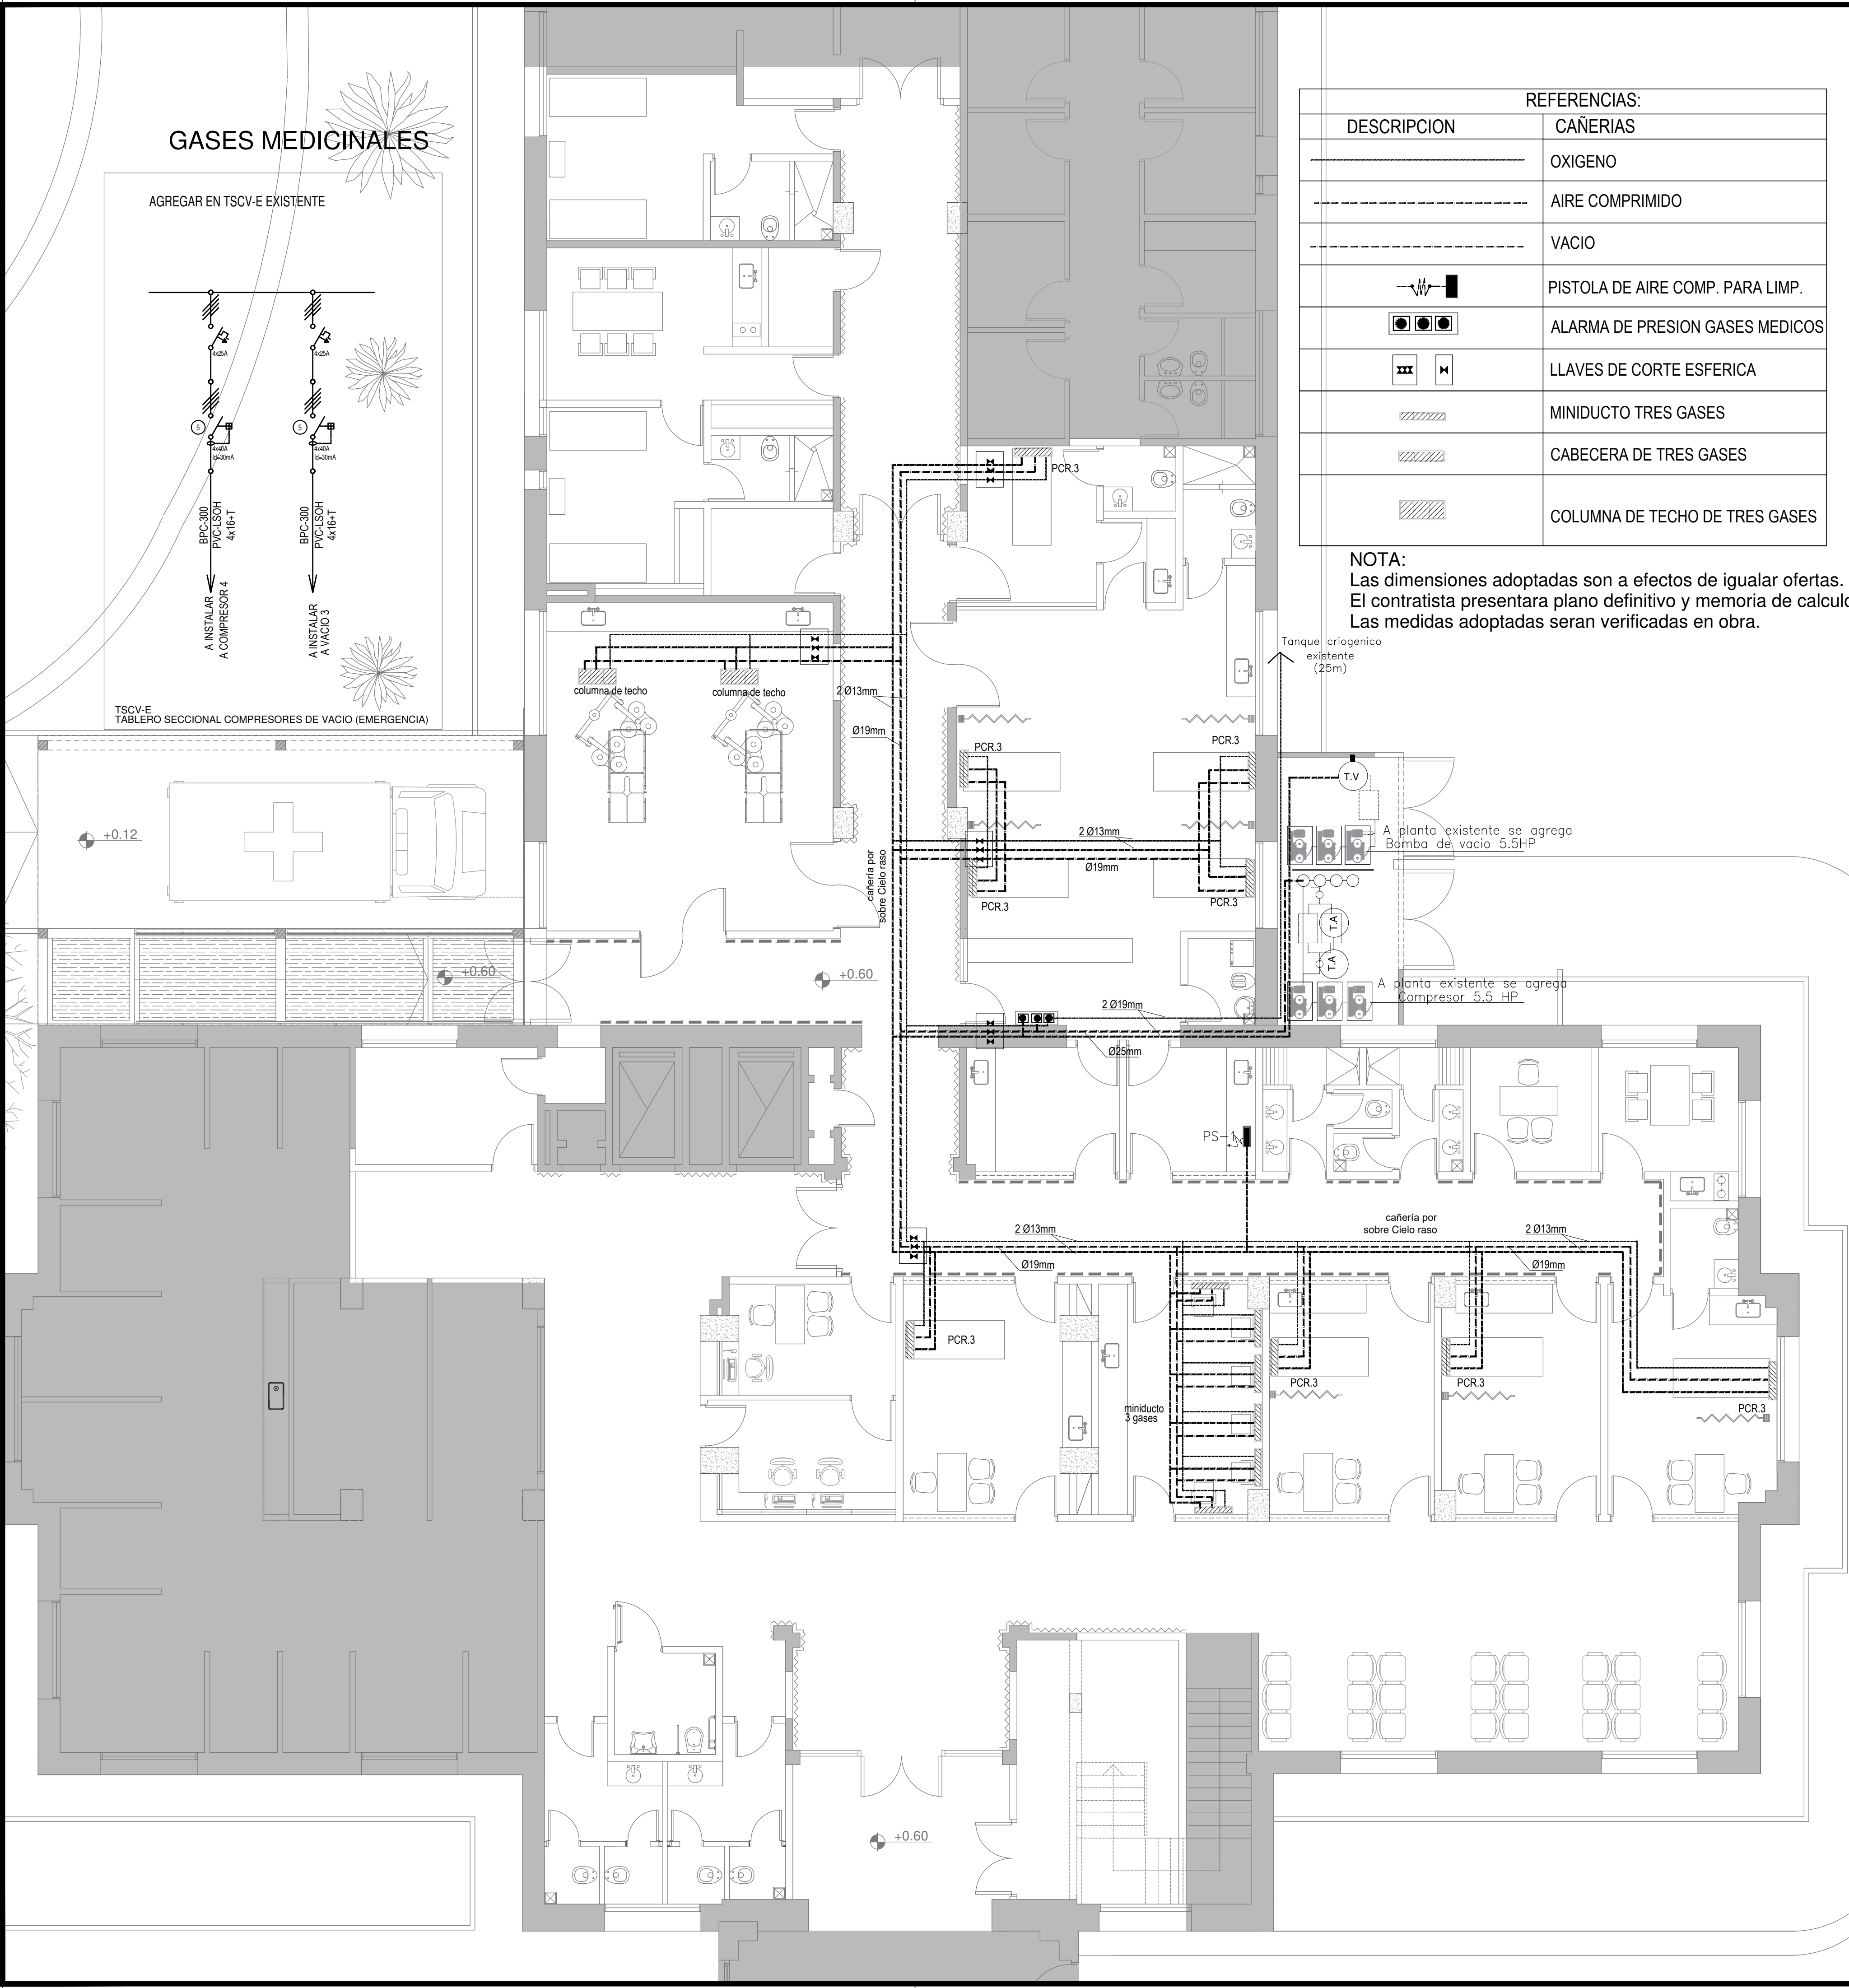 GASES MEDICINALES
AGREGAR EN TSCV-E EXISTENTE
4x25A
4x25A
5
5
4x40A
Id=30mA
4x40A
Id=30mA
BPC-300
PVC-LSOH
4x16+T
BPC-300
PVC-LSOH
4x16+T
A INSTALAR
A COMPRESOR 4
A INSTALAR
A VACIO 3
TSCV-E
TABLERO SECCIONAL COMPRESORES DE VACIO (EMERGENCIA)
REFERENCIAS:
DESCRIPCION
CAÑERIAS
OXIGENO
AIRE COMPRIMIDO
VACIO
PISTOLA DE AIRE COMP. PARA LIMP.
ALARMA DE PRESION GASES MEDICOS
LLAVES DE CORTE ESFERICA
MINIDUCTO TRES GASES
CABECERA DE TRES GASES
COLUMNA DE TECHO DE TRES GASES
NOTA:
Las dimensiones adoptadas son a efectos de igualar ofertas.
El contratista presentara plano definitivo y memoria de calculo
Las medidas adoptadas seran verificadas en obra.
PCR.3
Tanque criogenico
existente
(25m)
columna de techo
columna de techo
2 Ø13mm
Ø19mm
PCR.3
PCR.3
T.V
+0.12
2 Ø13mm
A planta existente se agrega
Bomba de vacio 5.5HP
cañería por
sobre Cielo raso
Ø19mm
PCR.3
PCR.3
T.A
T.A
+0.60
+0.60
A planta existente se agrega
Compresor 5.5 HP
2 Ø19mm
Ø25mm
PS-1
2 Ø13mm
cañería por
sobre Cielo raso
2 Ø13mm
Ø19mm
Ø19mm
PCR.3
PCR.3
PCR.3
miniducto
3 gases
PCR.3
+0.60